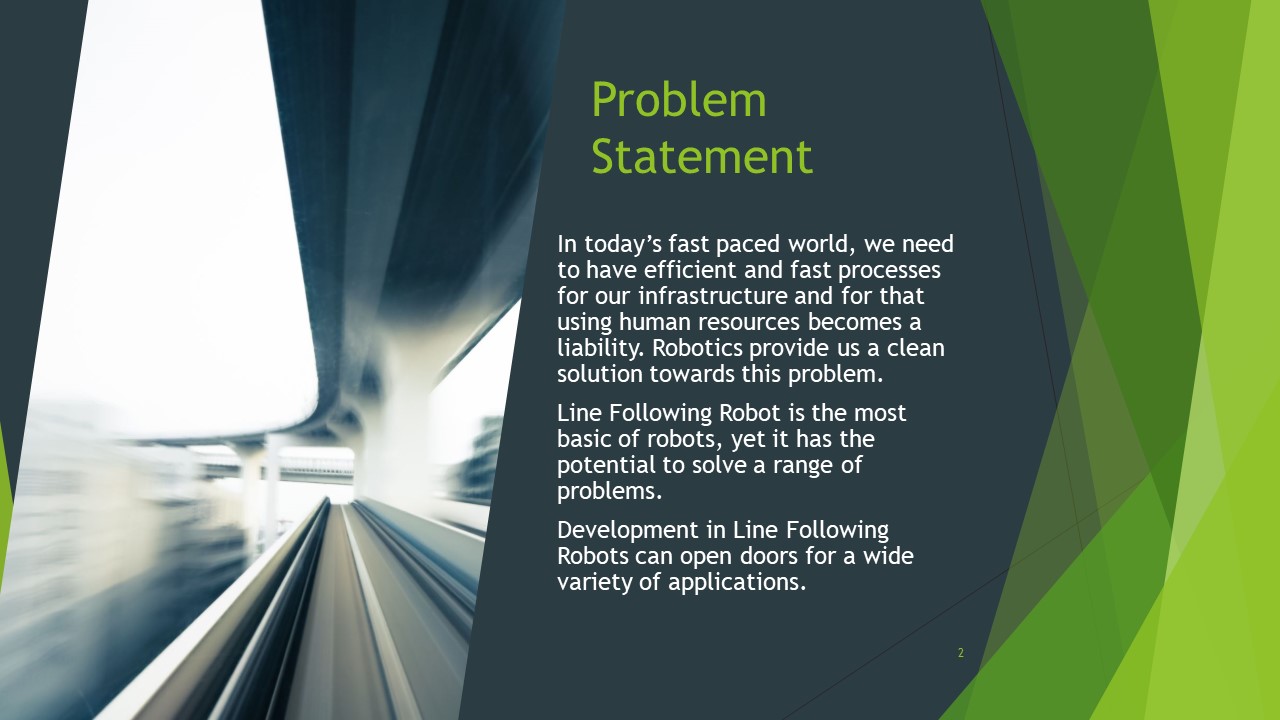 Problem
Statement
In today’s fast paced world, we need
to have efficient and fast processes
for our infrastructure and for that
using human resources becomes a
liability. Robotics provide us a clean
solution towards this problem.
Line Following Robot is the most
basic of robots, yet it has the
potential to solve a range of
problems.
Development in Line Following
Robots can open doors for a wide
variety of applications.
2